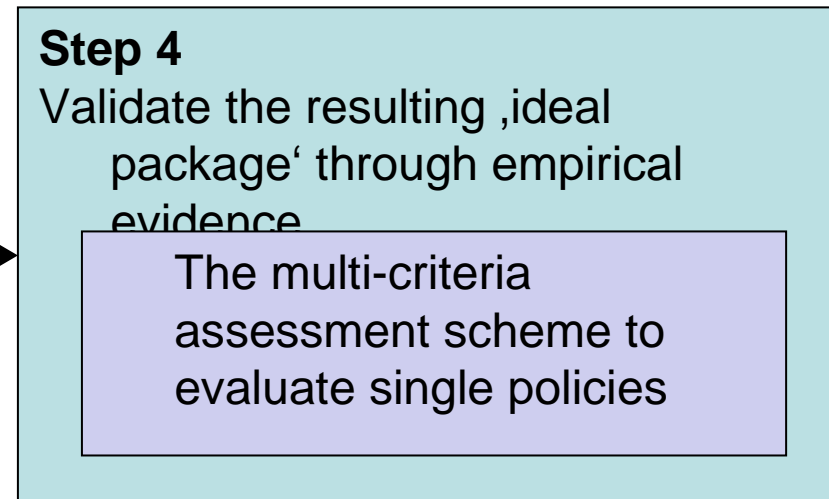 Step 4
Validate the resulting ‚ideal
package‘ through empirical
evidence
The multi-criteria
assessment scheme to
evaluate single policies